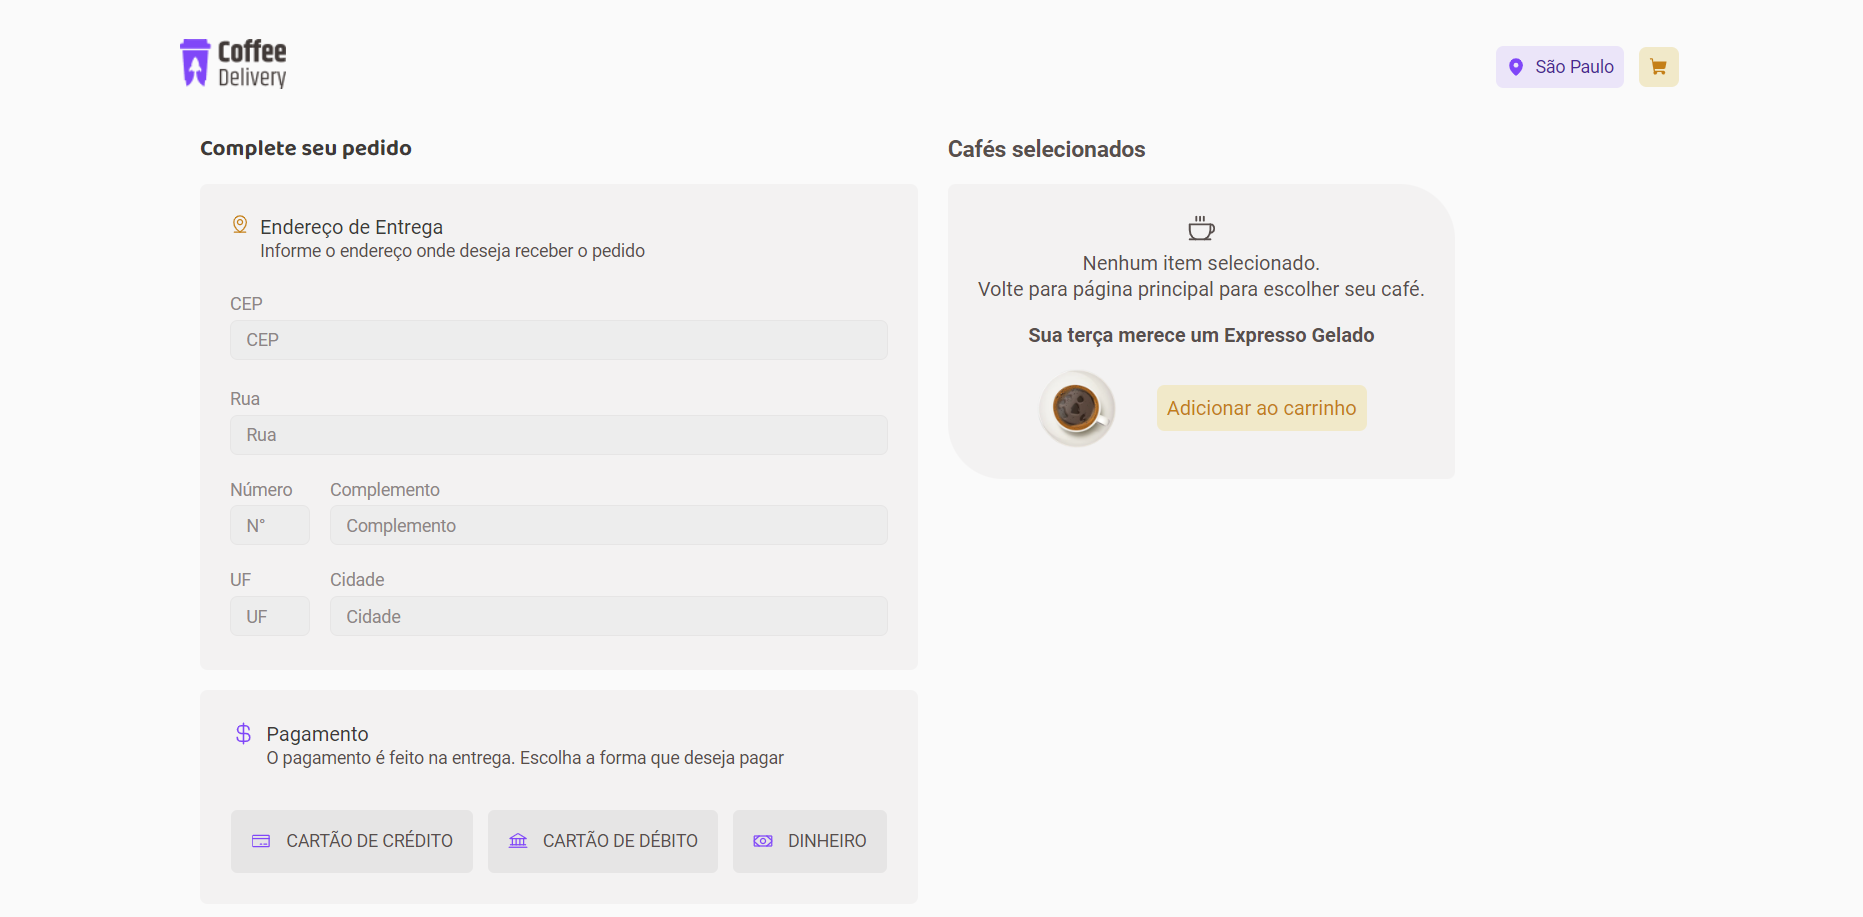 Coffee
Delivery
São Paulo
Complete seu pedido
Endereço de Entrega
Informe o endereço onde deseja receber o pedido
CEP
CEP
Rua
Rua
Número Complemento
N° Complemento
UF Cidade
UF Cidade
Pagamento
O pagamento é feito na entrega. Escolha a forma que deseja pagar
CARTÃO DE CRÉDITO CARTÃO DE DÉBITO DINHEIRO
Cafés selecionados
Nenhum item selecionado.
Volte para página principal para escolher seu café.
Sua terça merece um Expresso Gelado
Adicionar ao carrinho